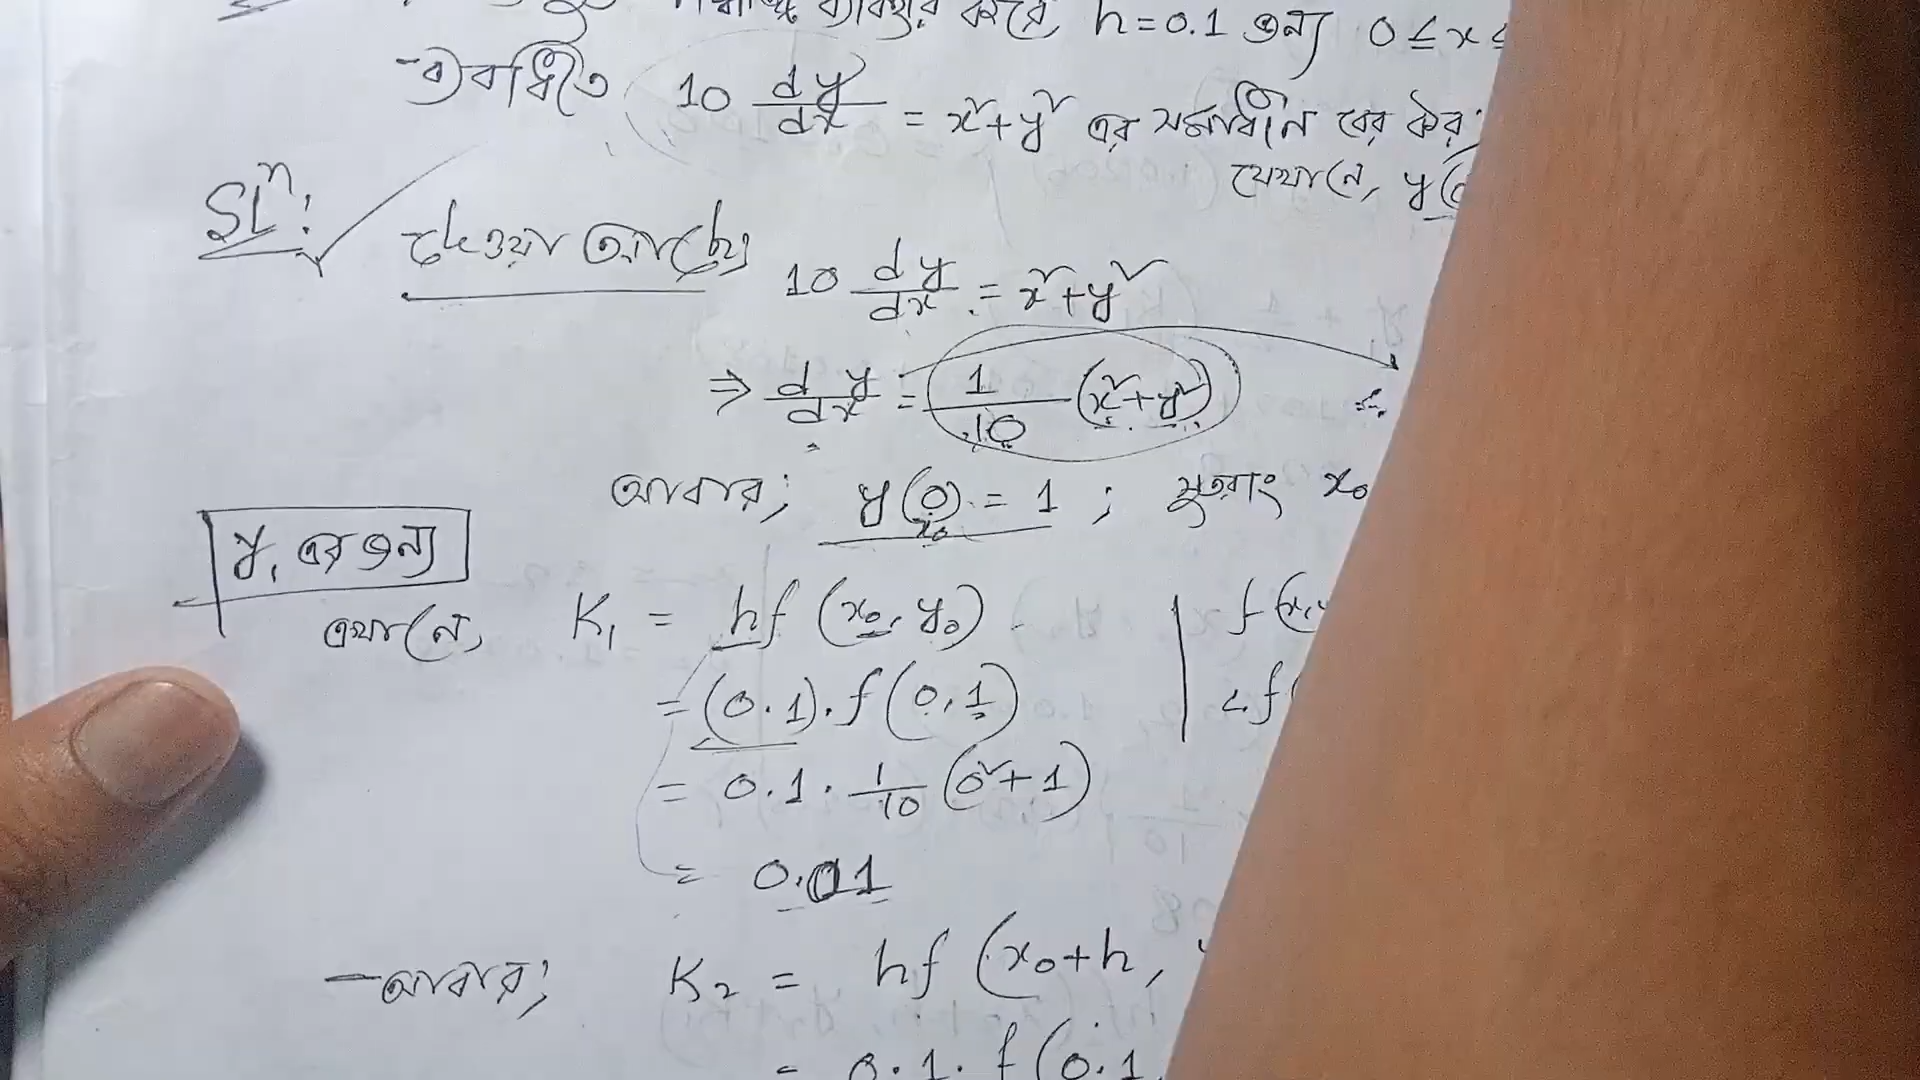 ব্যবহার করে, h=0.1 জন্য 0≤x≤
ব্যবধিতে 10 dy/dx = x²+y² এর সমাধান বের কর;
যেখানে, y(
Slⁿ: দেওয়া আছে, 10 dy/dx = x²+y²
⇒ dy/dx = 1/10 (x²+y²)
আবার; y(0) = 1 ; সুতরাং x₀
x₀
y₁ এর জন্য
এখানে, K₁ = hf (x₀, y₀) f(x,
= (0.1).f(0,1) f(
= 0.1. 1/10 (0²+1)
= 0.01
আবার; K₂ = hf (x₀+h,
= 0.1. f(0.1